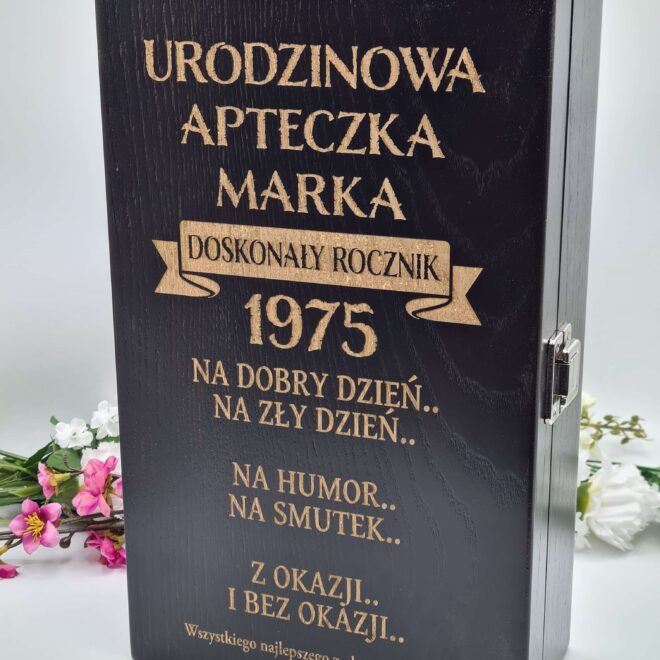 URODZINOWA
APTECZKA
MARKA
DOSKONAŁY ROCZNIK
1975
NA DOBRY DZIEŃ..
NA ZŁY DZIEŃ..
NA HUMOR..
NA SMUTEK..
Z OKAZJI..
I BEZ OKAZJI..
Wszystkiego najlepszego